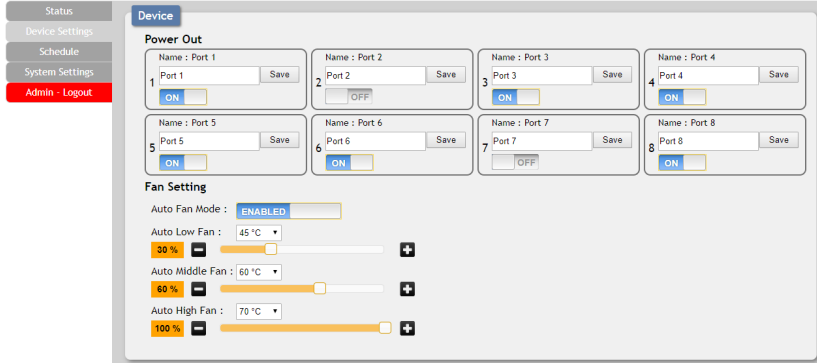 Status
Device Settings
Schedule
System Settings
Admin - Logout
Device
Power Out
Name : Port 1
1 Port 1 Save
ON
Name : Port 2
2 Port 2 Save
OFF
Name : Port 3
3 Port 3 Save
ON
Name : Port 4
4 Port 4 Save
ON
Name : Port 5
5 Port 5 Save
ON
Name : Port 6
6 Port 6 Save
ON
Name : Port 7
7 Port 7 Save
OFF
Name : Port 8
8 Port 8 Save
ON
Fan Setting
Auto Fan Mode : ENABLED
Auto Low Fan : 45 °C
30 %
Auto Middle Fan : 60 °C
60 %
Auto High Fan : 70 °C
100 %